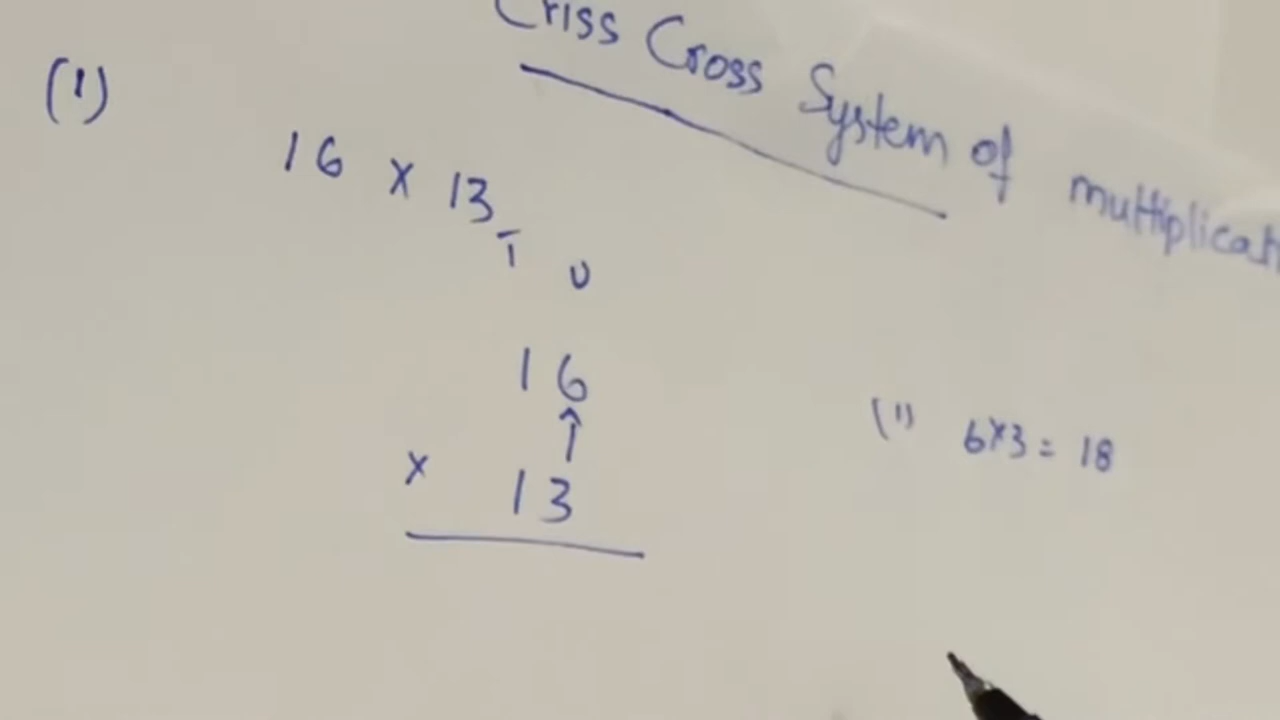 Criss Cross System of multiplicat
(1)
16 x 13
T U
16
x 13
(1) 6x3 = 18